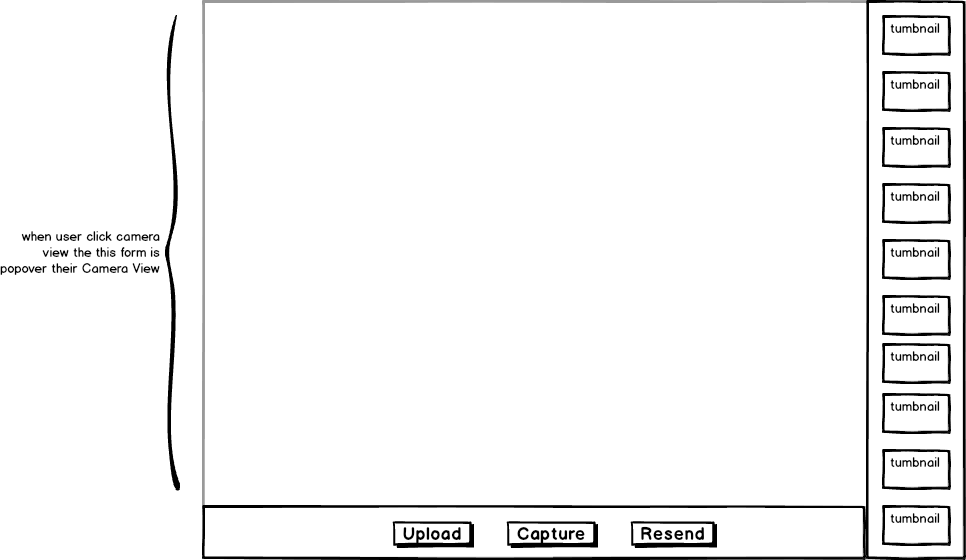 when user click camera
view the this form is
popover their Camera View
tumbnail
tumbnail
tumbnail
tumbnail
tumbnail
tumbnail
tumbnail
tumbnail
tumbnail
tumbnail
Upload Capture Resend